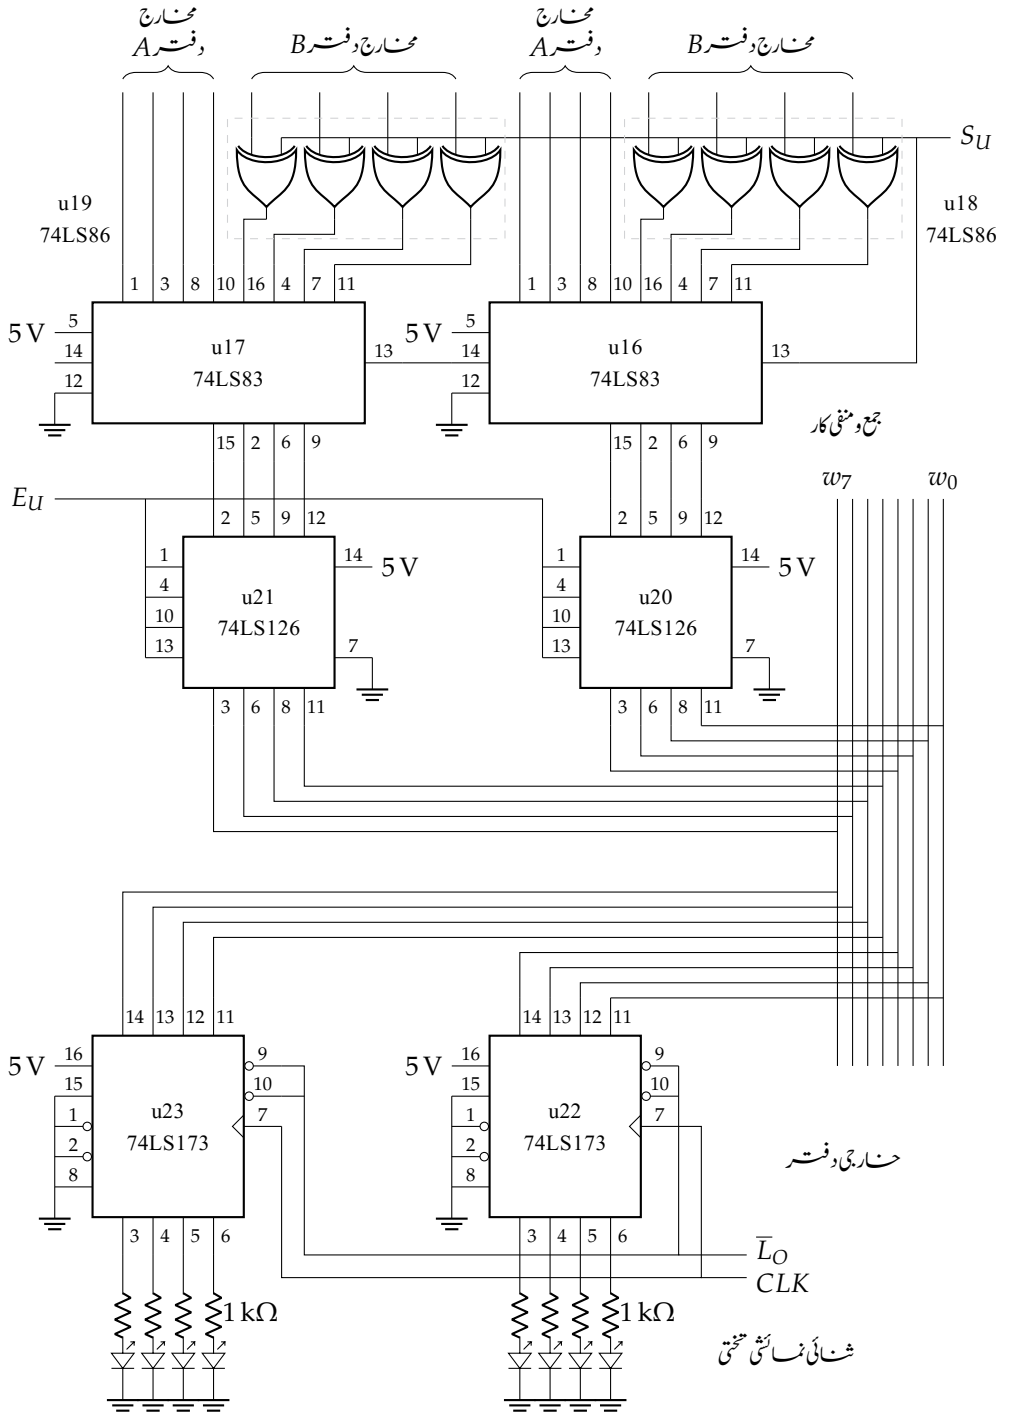 مخارج
دفتر A
مخارج دفتر B
مخارج
دفتر A
مخارج دفتر B
S_U
u19
74LS86
u18
74LS86
1 3 8 10 16 4 7 11
1 3 8 10 16 4 7 11
5 V 5
14
12
u17
74LS83
13
5 V 5
14
12
u16
74LS83
13
جمع و منفی کار
15 2 6 9
15 2 6 9
w7 w0
E_U
2 5 9 12
2 5 9 12
1
4
10
13
u21
74LS126
14 5 V
7
1
4
10
13
u20
74LS126
14 5 V
7
3 6 8 11
3 6 8 11
14 13 12 11
14 13 12 11
5 V 16
15
1
2
8
u23
74LS173
9
10
7
5 V 16
15
1
2
8
u22
74LS173
9
10
7
خارجی دفتر
3 4 5 6
3 4 5 6
L̅_O
CLK
1 kΩ
1 kΩ
ثنائی نمائشی تختی